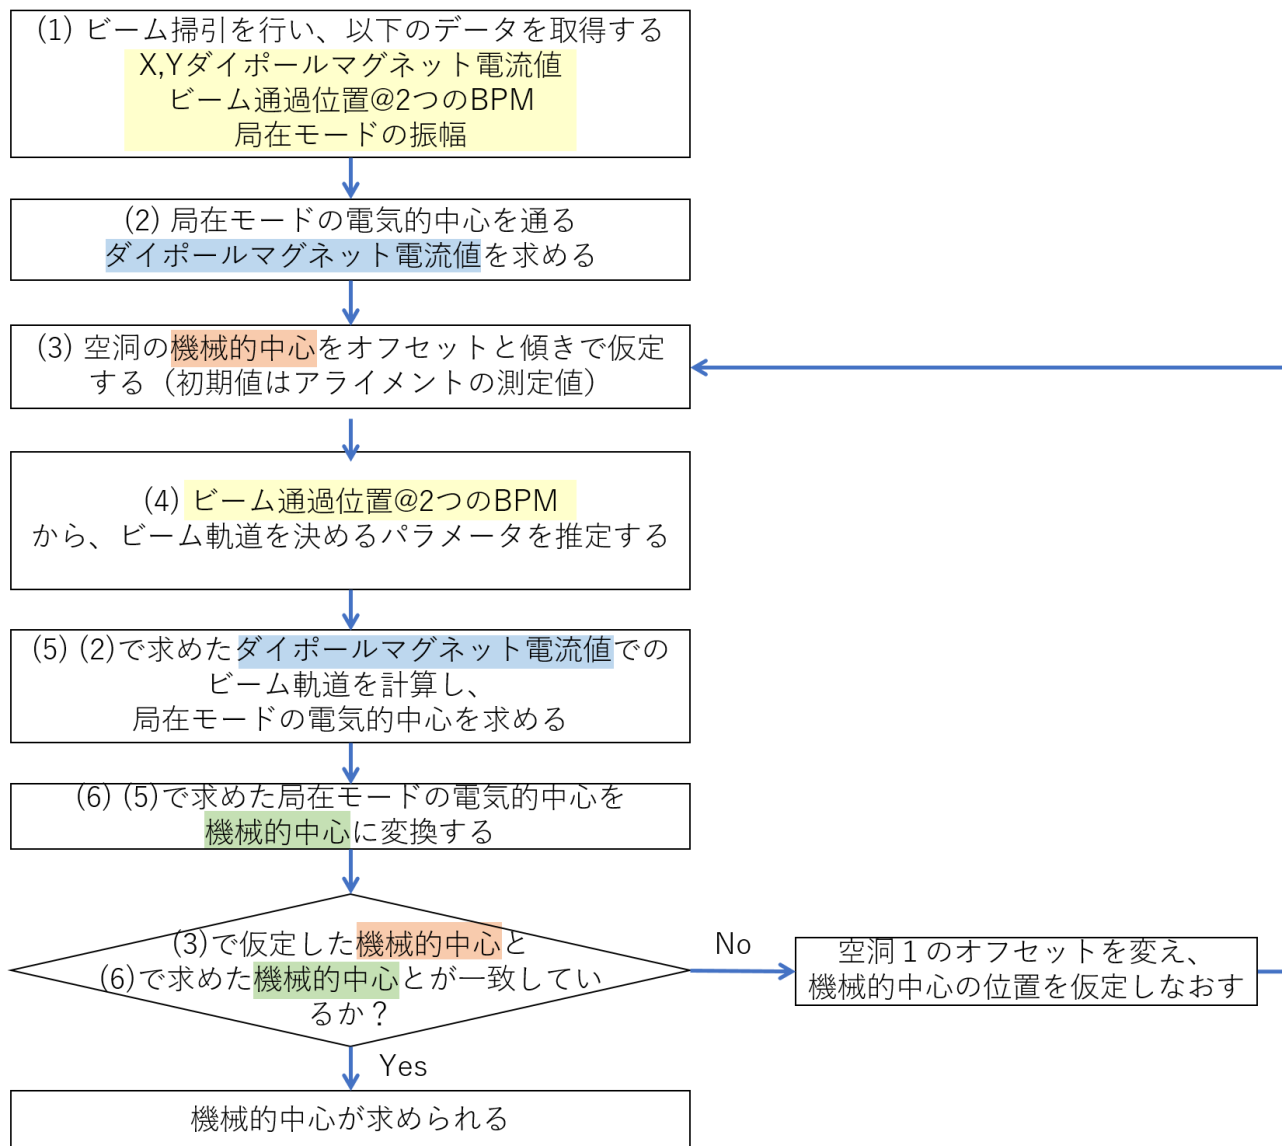 (1) ビーム掃引を行い、以下のデータを取得する
X,Yダイポールマグネット電流値
ビーム通過位置@2つのBPM
局在モードの振幅
(2) 局在モードの電気的中心を通る
ダイポールマグネット電流値を求める
(3) 空洞の機械的中心をオフセットと傾きで仮定
する（初期値はアライメントの測定値）
(4) ビーム通過位置@2つのBPM
から、ビーム軌道を決めるパラメータを推定する
(5) (2)で求めたダイポールマグネット電流値での
ビーム軌道を計算し、
局在モードの電気的中心を求める
(6) (5)で求めた局在モードの電気的中心を
機械的中心に変換する
(3)で仮定した機械的中心と
(6)で求めた機械的中心とが一致してい
るか？
No
空洞１のオフセットを変え、
機械的中心の位置を仮定しなおす
Yes
機械的中心が求められる